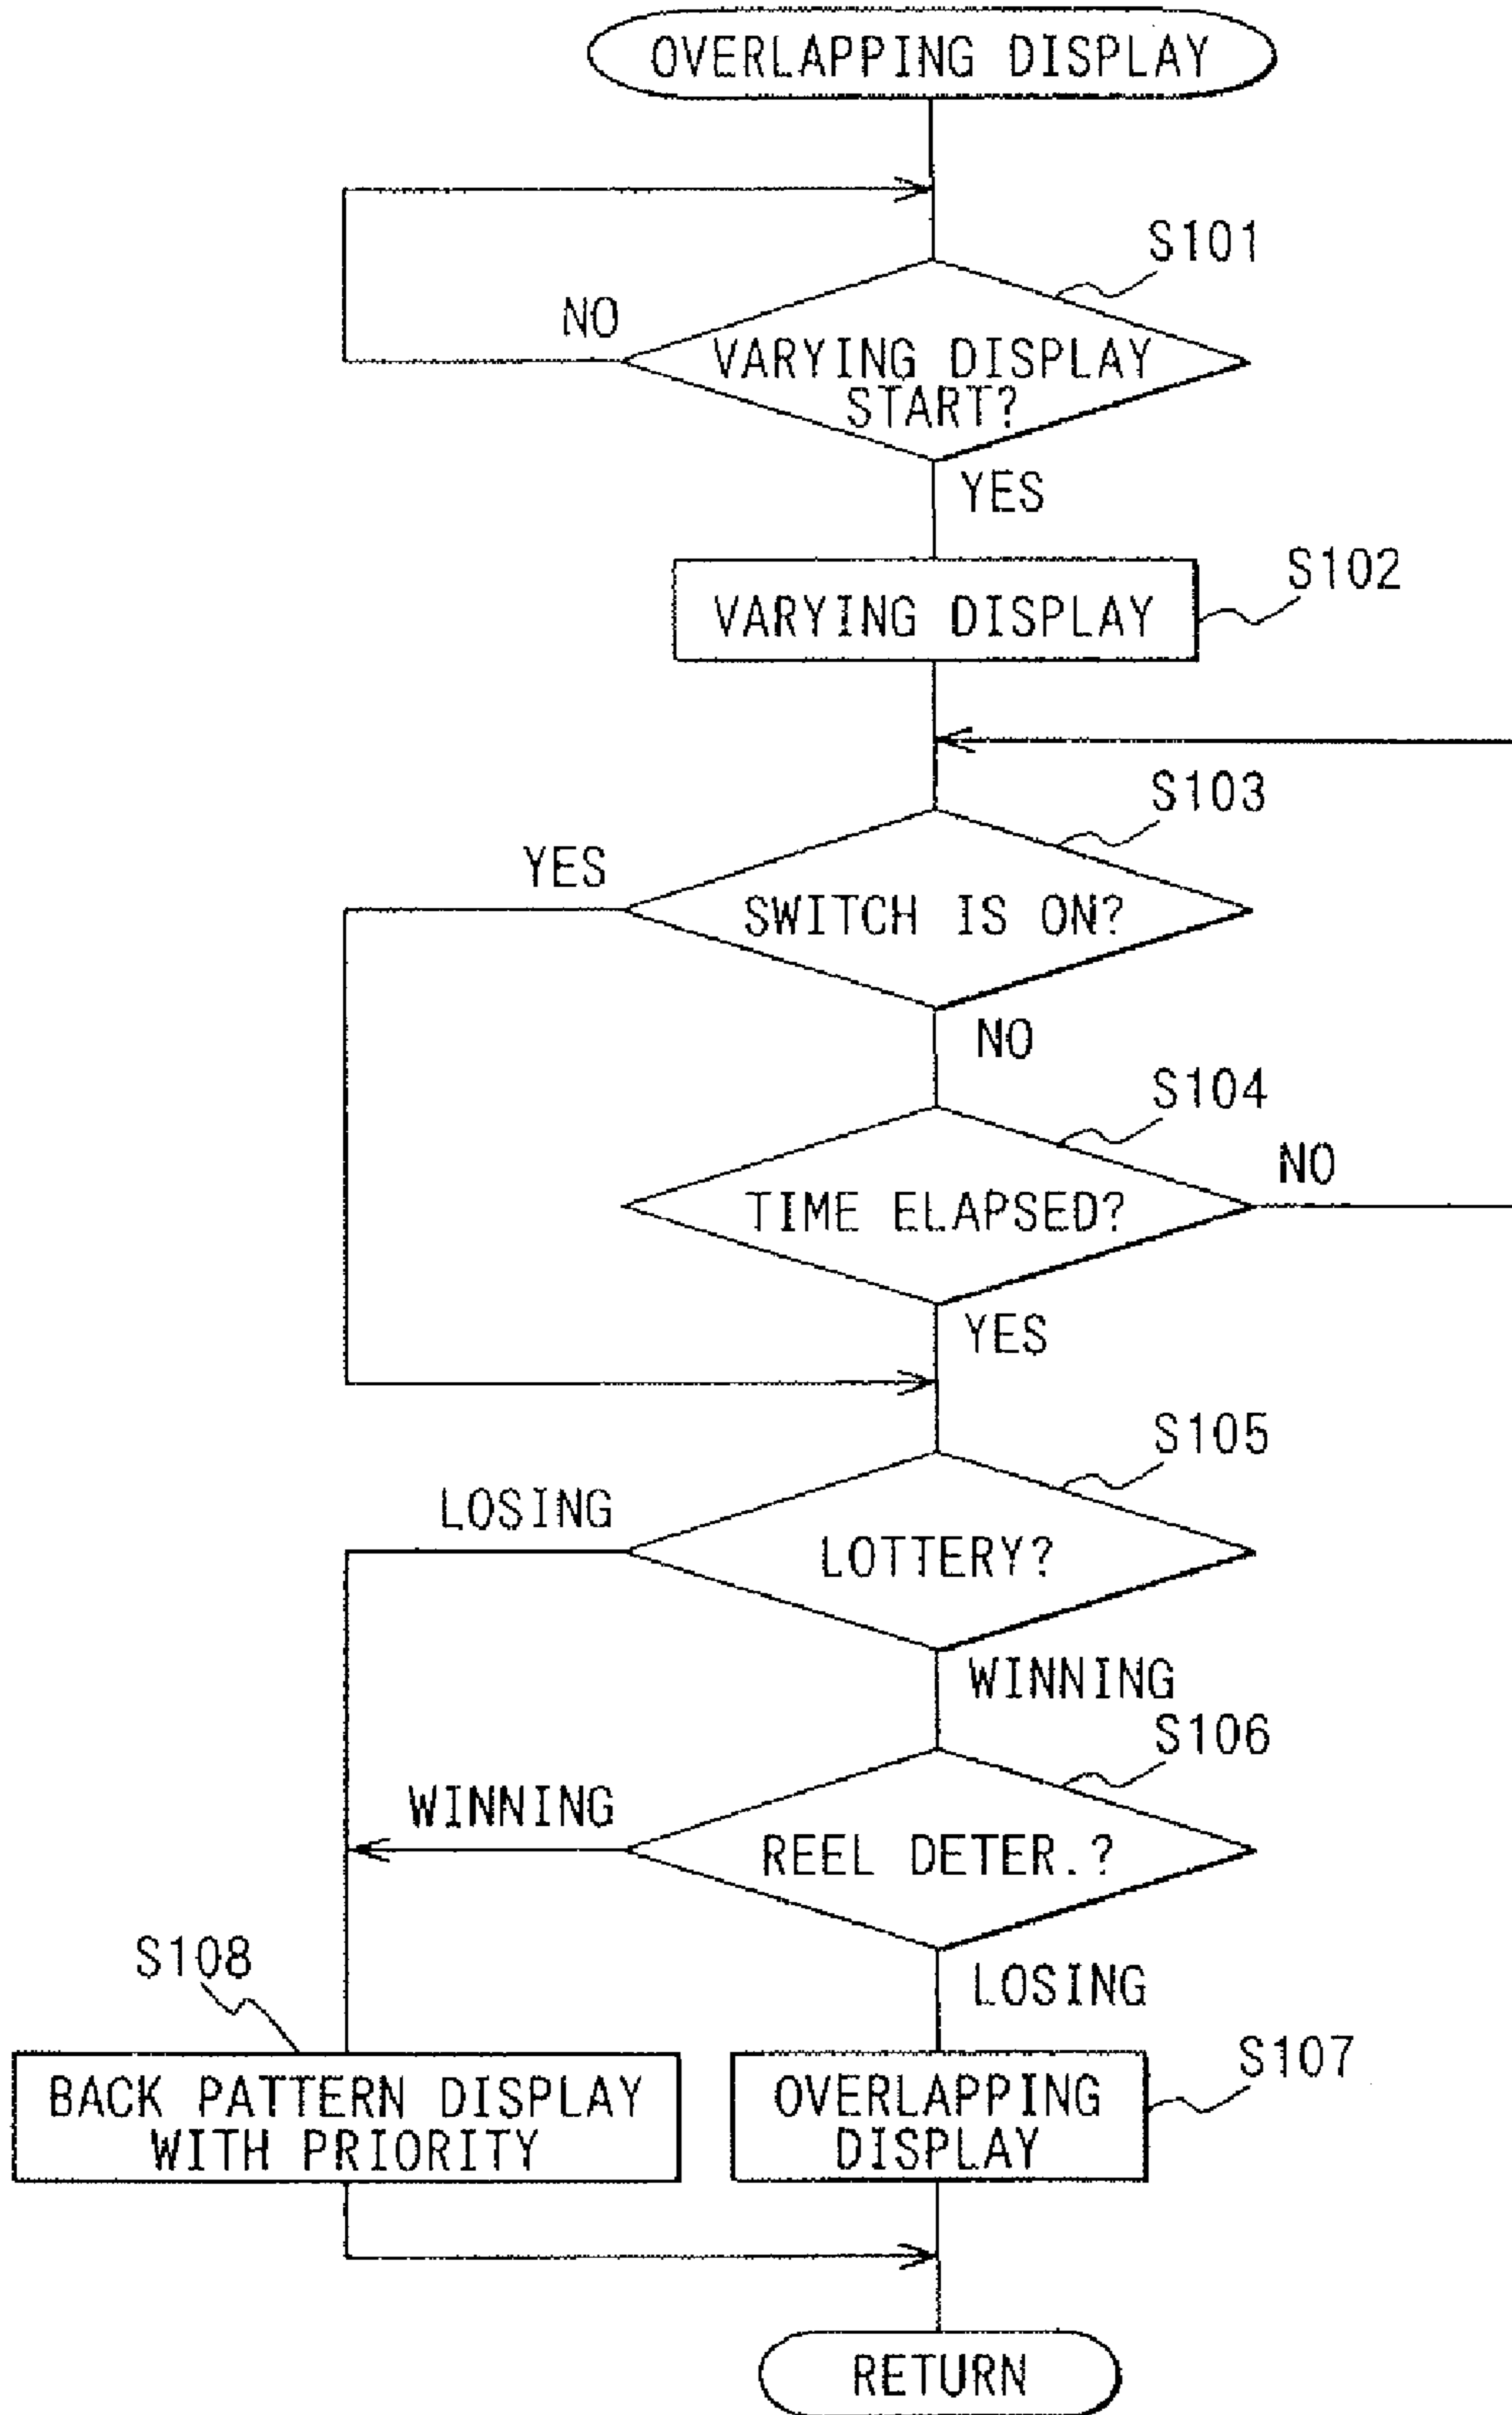 OVERLAPPING DISPLAY
S101
NO
VARYING DISPLAY
START?
YES
S102
VARYING DISPLAY
S103
YES
SWITCH IS ON?
NO
S104
NO
TIME ELAPSED?
YES
S105
LOSING
LOTTERY?
WINNING
S106
WINNING
REEL DETER.?
LOSING
S108
S107
BACK PATTERN DISPLAY
WITH PRIORITY
OVERLAPPING
DISPLAY
RETURN